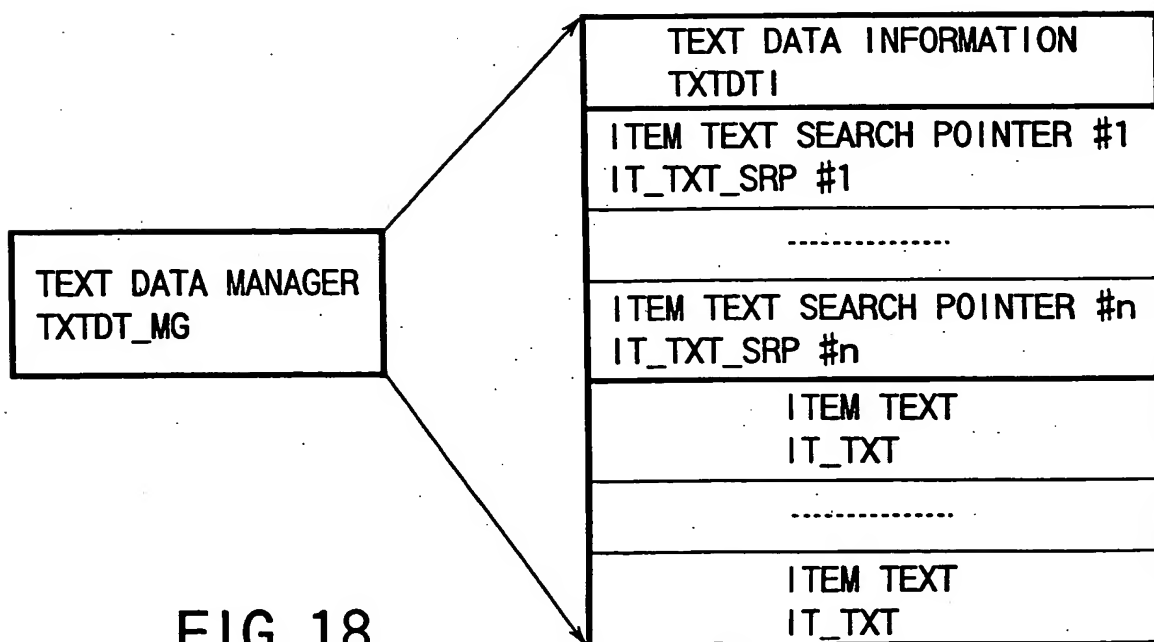 TEXT DATA MANAGER
TXTDT_MG
TEXT DATA INFORMATION
TXTDTI
ITEM TEXT SEARCH POINTER #1
IT_TXT_SRP #1
---------------
ITEM TEXT SEARCH POINTER #n
IT_TXT_SRP #n
ITEM TEXT
IT_TXT
---------------
ITEM TEXT
IT_TXT
FIG. 18